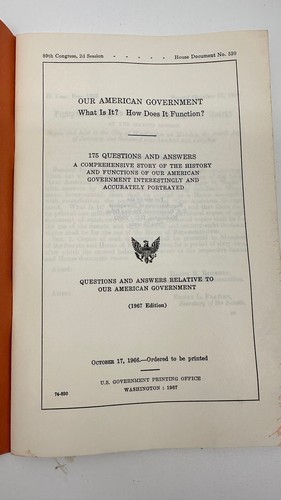 89th Congress, 2d Session - - - - - House Document No. 520
OUR AMERICAN GOVERNMENT
What Is It? How Does It Function?
175 QUESTIONS AND ANSWERS
A COMPREHENSIVE STORY OF THE HISTORY
AND FUNCTIONS OF OUR AMERICAN
GOVERNMENT INTERESTINGLY AND
ACCURATELY PORTRAYED
QUESTIONS AND ANSWERS RELATIVE TO
OUR AMERICAN GOVERNMENT
(1967 Edition)
October 17, 1966.—Ordered to be printed
U.S. GOVERNMENT PRINTING OFFICE
WASHINGTON : 1967